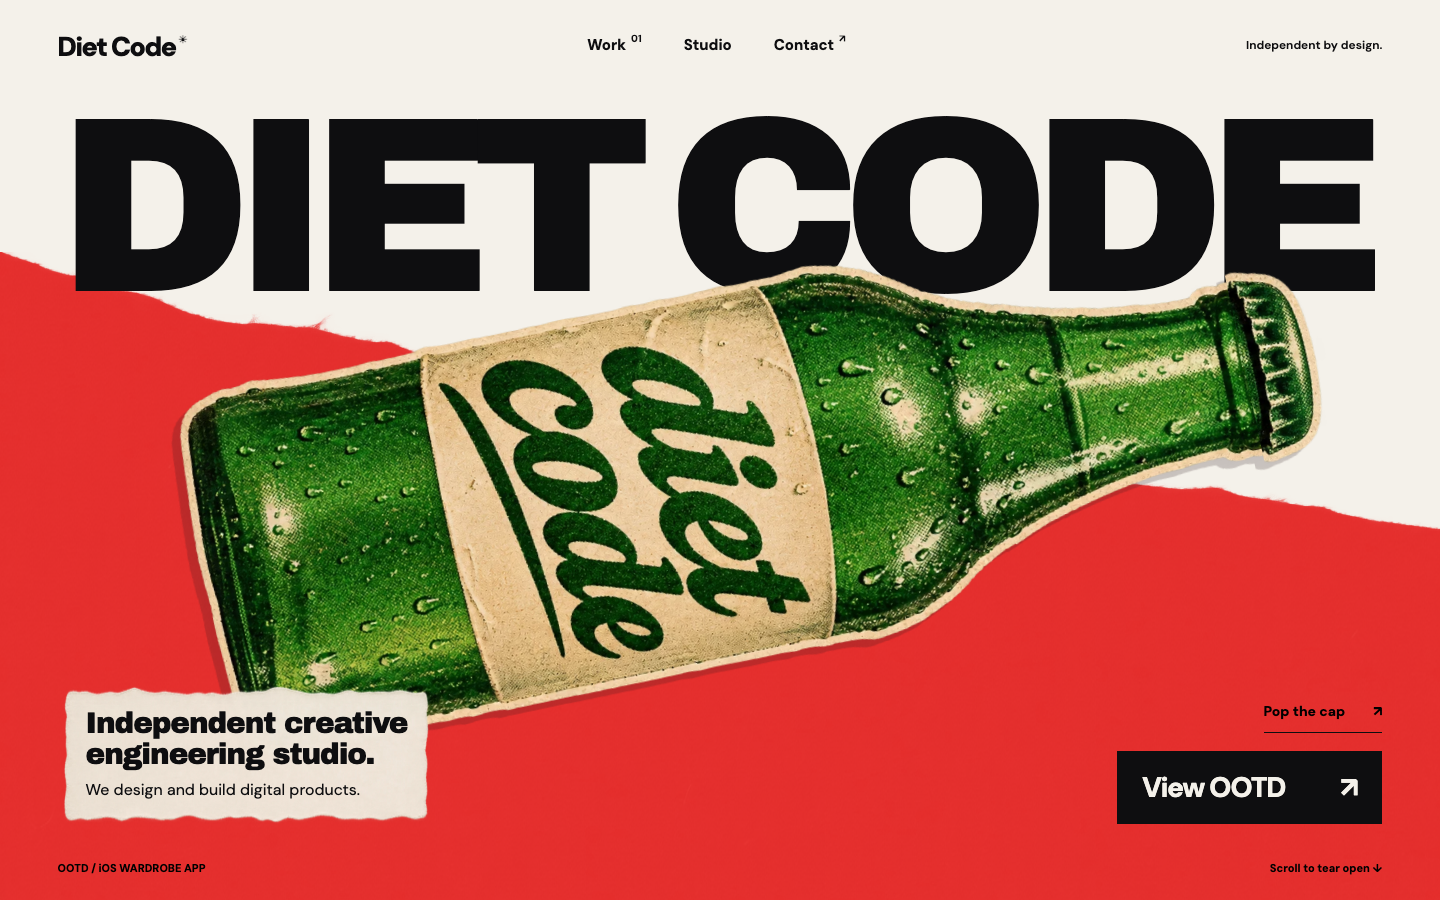 Diet Code*
Work 01
Studio
Contact ↗
Independent by design.
DIET CODE
diet
code
Independent creative
engineering studio.
We design and build digital products.
Pop the cap ↗
View OOTD ↗
OOTD / iOS WARDROBE APP
Scroll to tear open ↓